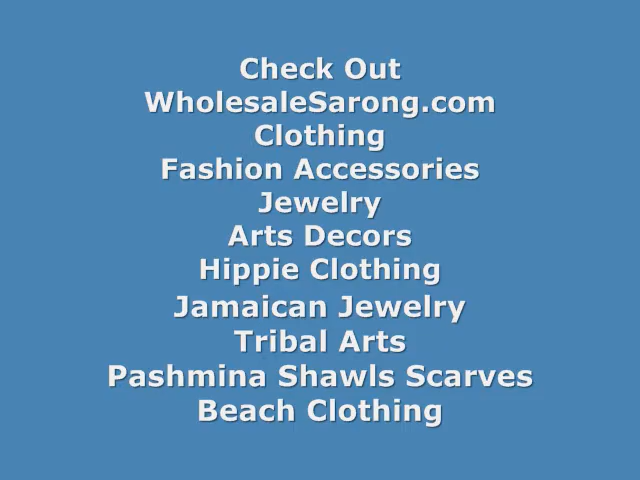 Check Out
WholesaleSarong.com
Clothing
Fashion Accessories
Jewelry
Arts Decors
Hippie Clothing
Jamaican Jewelry
Tribal Arts
Pashmina Shawls Scarves
Beach Clothing